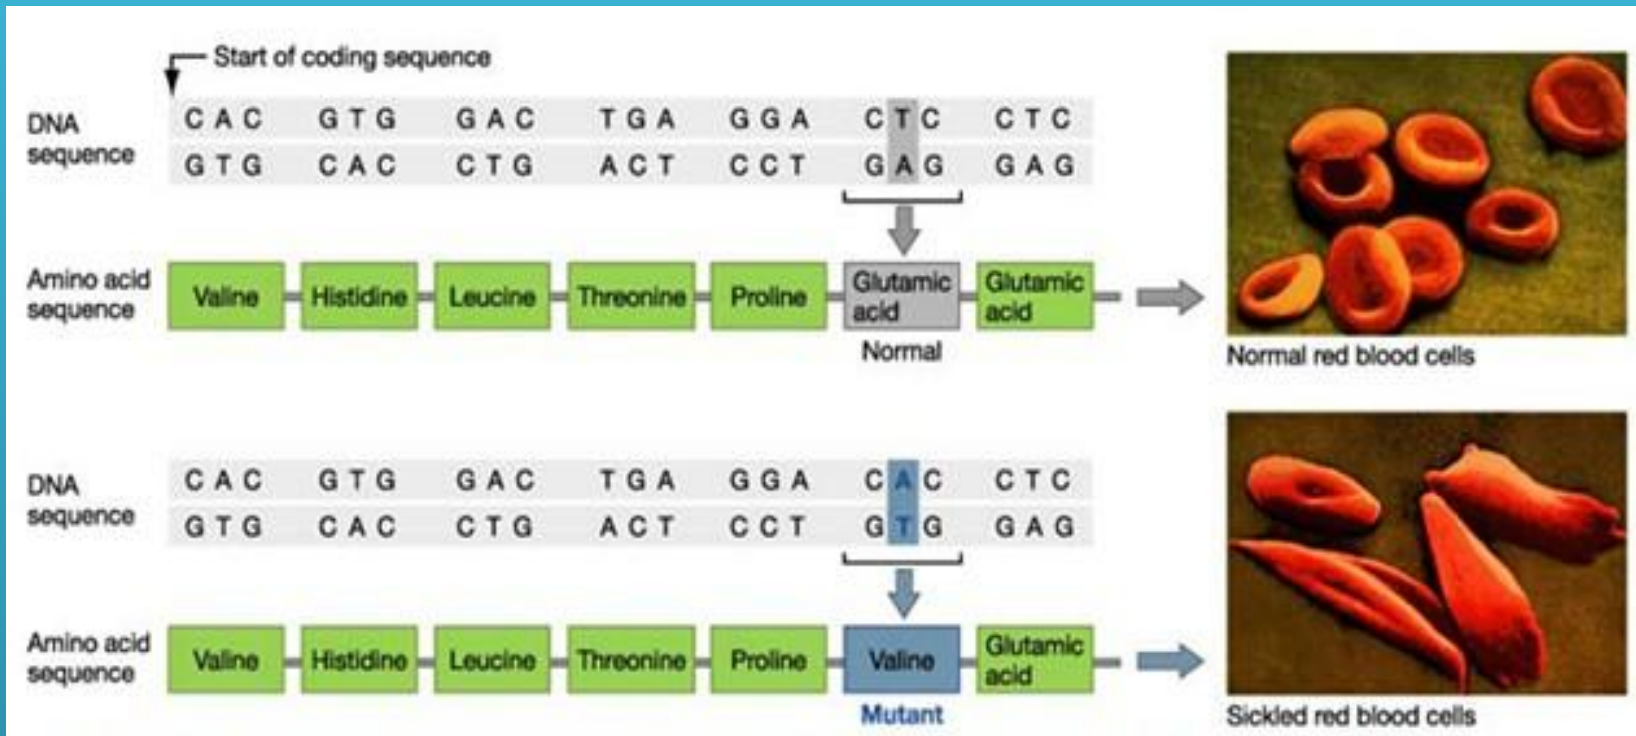 Start of coding sequence
DNA
sequence
C A C G T G G A C T G A G G A C T C C T C
G T G C A C C T G A C T C C T G A G G A G
Amino acid
sequence
Valine Histidine Leucine Threonine Proline Glutamic acid Glutamic acid
Normal
Normal red blood cells
DNA
sequence
C A C G T G G A C T G A G G A C A C C T C
G T G C A C C T G A C T C C T G T G G A G
Amino acid
sequence
Valine Histidine Leucine Threonine Proline Valine Glutamic acid
Mutant
Sickled red blood cells